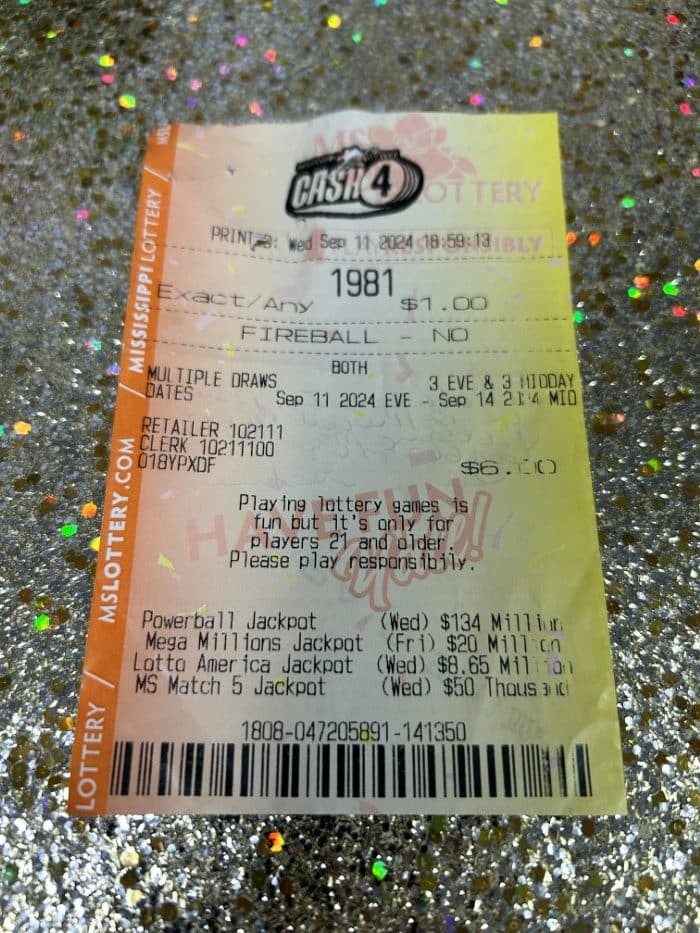 MS LOTTERY
CASH 4
PRINTED: Wed Sep 11 2024 18:59:13
1981
Exact/Any $1.00
FIREBALL - NO
BOTH
MULTIPLE DRAWS 3 EVE & 3 MIDDAY
DATES Sep 11 2024 EVE - Sep 14 2024 MID
RETAILER 102111
CLERK 10211100
018YPXDF
$6.00
Playing lottery games is
fun but it's only for
players 21 and older.
Please play responsibily.
HAVE FUN
Y'all!
Powerball Jackpot (Wed) $134 Million
Mega Millions Jackpot (Fri) $20 Million
Lotto America Jackpot (Wed) $8.65 Million
MS Match 5 Jackpot (Wed) $50 Thousand
1808-047205891-141350
LOTTERY / MSLOTTERY.COM / MISSISSIPPI LOTTERY /